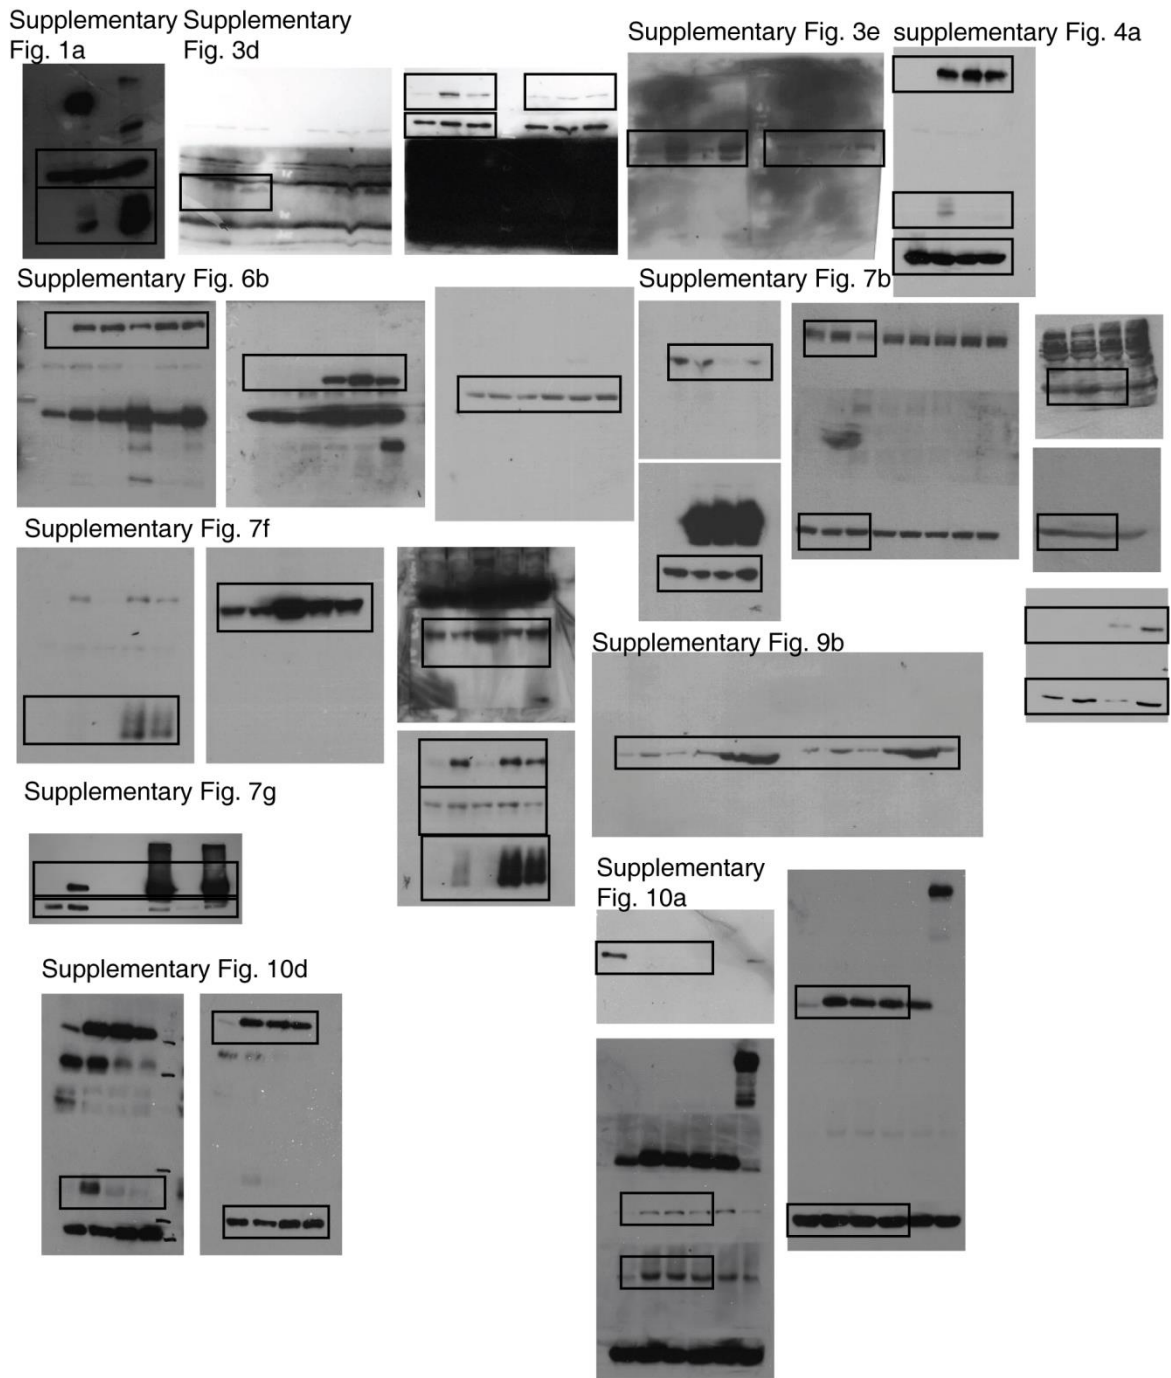 Supplementary
Fig. 1a
Supplementary
Fig. 3d
Supplementary Fig. 3e
supplementary Fig. 4a
Supplementary Fig. 6b
Supplementary Fig. 7b
Supplementary Fig. 7f
Supplementary Fig. 9b
Supplementary Fig. 7g
Supplementary
Fig. 10a
Supplementary Fig. 10d